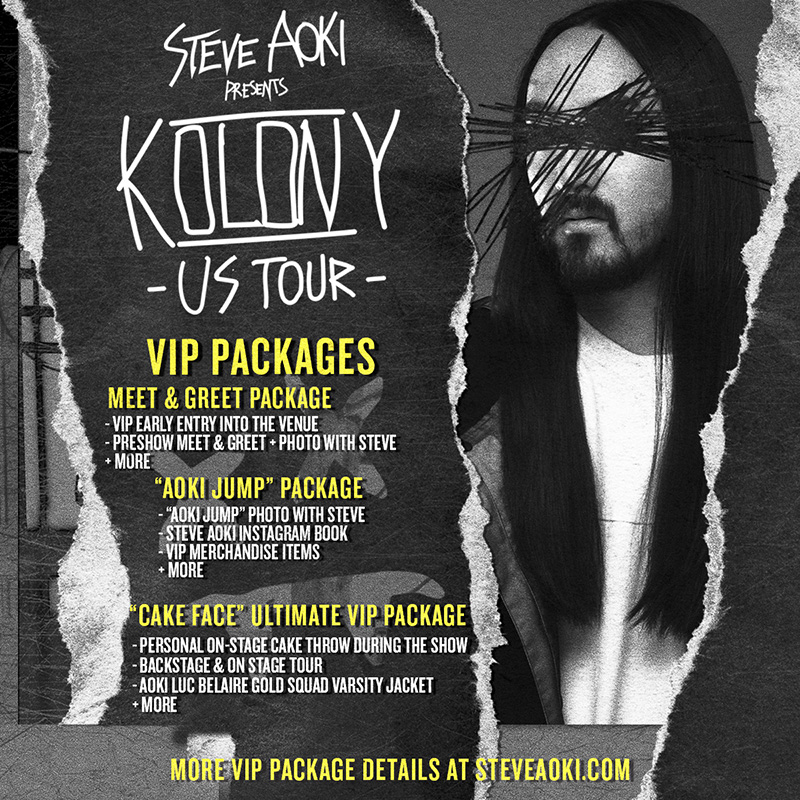 STEVE AOKI
PRESENTS
KOLONY
- US TOUR -
VIP PACKAGES
MEET & GREET PACKAGE
- VIP EARLY ENTRY INTO THE VENUE
- PRESHOW MEET & GREET + PHOTO WITH STEVE
+ MORE
"AOKI JUMP" PACKAGE
- "AOKI JUMP" PHOTO WITH STEVE
- STEVE AOKI INSTAGRAM BOOK
- VIP MERCHANDISE ITEMS
+ MORE
"CAKE FACE" ULTIMATE VIP PACKAGE
- PERSONAL ON-STAGE CAKE THROW DURING THE SHOW
- BACKSTAGE & ON STAGE TOUR
- AOKI LUC BELAIRE GOLD SQUAD VARSITY JACKET
+ MORE
MORE VIP PACKAGE DETAILS AT STEVEAOKI.COM